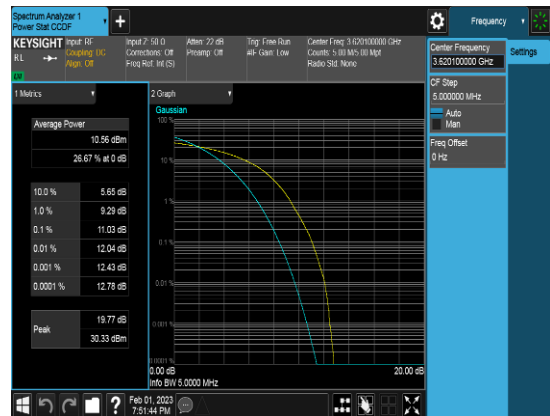 Spectrum Analyzer 1
Power Stat CCDF
Frequency
KEYSIGHT
Input: RF
Coupling: DC
Align: Off
Input Z: 50 Ω
Corrections: Off
Freq Ref: Int (S)
Atten: 22 dB
Preamp: Off
Trig: Free Run
#IF Gain: Low
Center Freq: 3.620100000 GHz
Counts: 5.00 M/5.00 Mpt
Radio Std: None
R L
Center Frequency
3.620100000 GHz
Settings
CF Step
5.000000 MHz
Auto
Man
Freq Offset
0 Hz
1 Metrics
2 Graph
Gaussian
Average Power
10.56 dBm
26.67 % at 0 dB
10.0 % 5.65 dB
1.0 % 9.29 dB
0.1 % 11.03 dB
0.01 % 12.04 dB
0.001 % 12.43 dB
0.0001 % 12.78 dB
Peak
19.77 dB
30.33 dBm
100 %
10 %
1 %
0.1 %
0.01 %
0.001 %
0.0001 %
0.00 dB
20.00 dB
Info BW 5.0000 MHz
Feb 01, 2023
7:51:44 PM